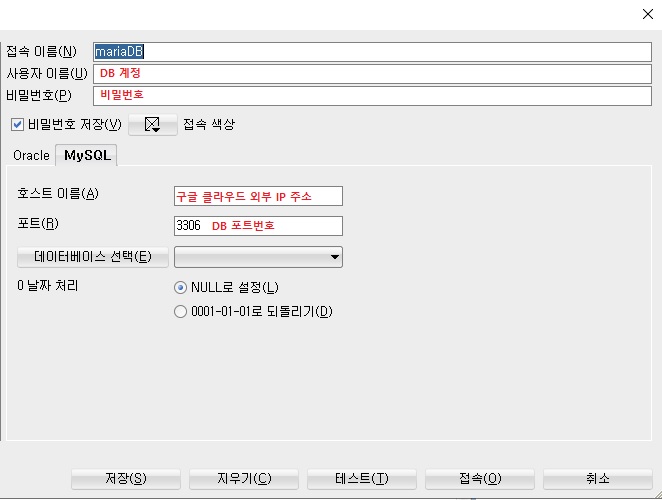 접속 이름(N) mariaDB
사용자 이름(U) DB 계정
비밀번호(P) 비밀번호
비밀번호 저장(V) 접속 색상
Oracle MySQL
호스트 이름(A) 구글 클라우드 외부 IP 주소
포트(R) 3306 DB 포트번호
데이터베이스 선택(E)
0 날짜 처리 NULL로 설정(L)
0001-01-01로 되돌리기(D)
저장(S) 지우기(C) 테스트(T) 접속(O) 취소